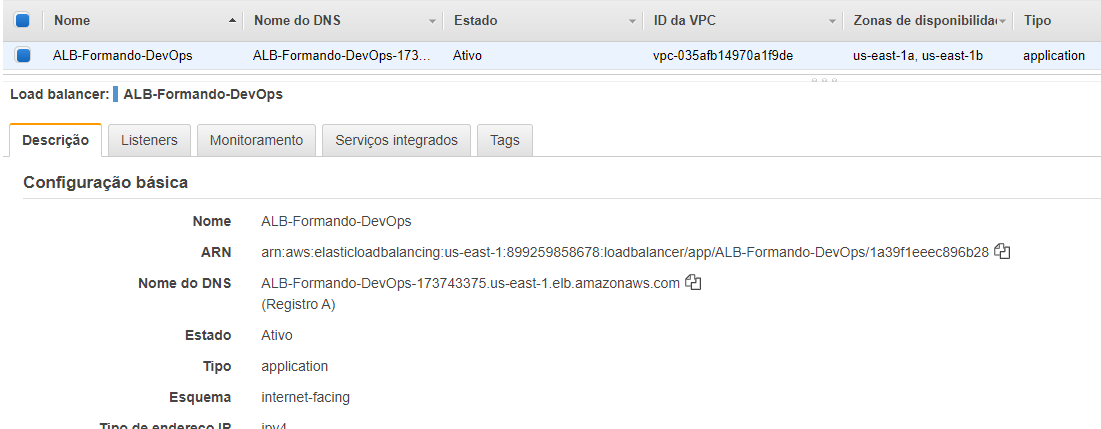 Nome Nome do DNS Estado ID da VPC Zonas de disponibilida Tipo
ALB-Formando-DevOps ALB-Formando-DevOps-173... Ativo vpc-035afb14970a1f9de us-east-1a, us-east-1b application
Load balancer: ALB-Formando-DevOps
Descrição Listeners Monitoramento Serviços integrados Tags
Configuração básica
Nome ALB-Formando-DevOps
ARN arn:aws:elasticloadbalancing:us-east-1:899259858678:loadbalancer/app/ALB-Formando-DevOps/1a39f1eeec896b28
Nome do DNS ALB-Formando-DevOps-173743375.us-east-1.elb.amazonaws.com
(Registro A)
Estado Ativo
Tipo application
Esquema internet-facing
Tipo de endereço IP ipv4